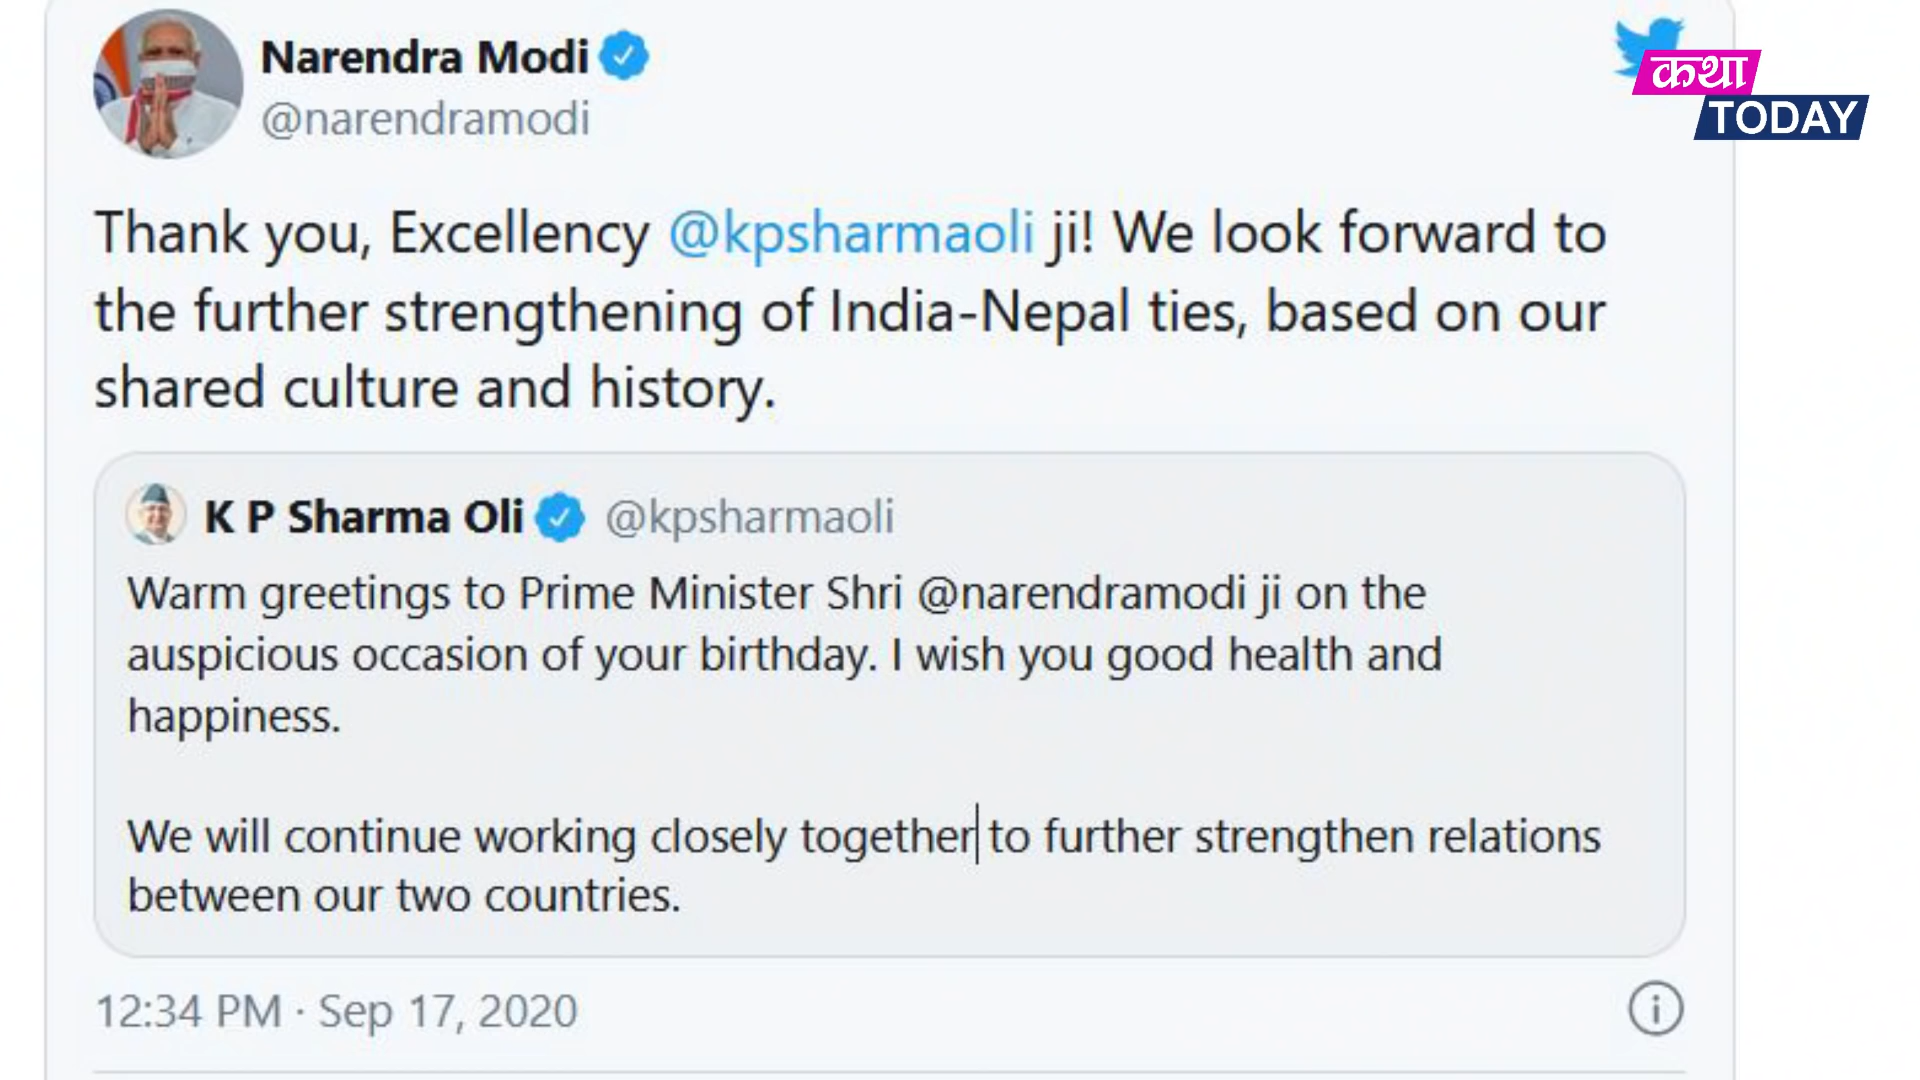 Narendra Modi
@narendramodi
कथा
TODAY
Thank you, Excellency @kpsharmaoli ji! We look forward to
the further strengthening of India-Nepal ties, based on our
shared culture and history.
K P Sharma Oli @kpsharmaoli
Warm greetings to Prime Minister Shri @narendramodi ji on the
auspicious occasion of your birthday. I wish you good health and
happiness.
We will continue working closely together to further strengthen relations
between our two countries.
12:34 PM · Sep 17, 2020